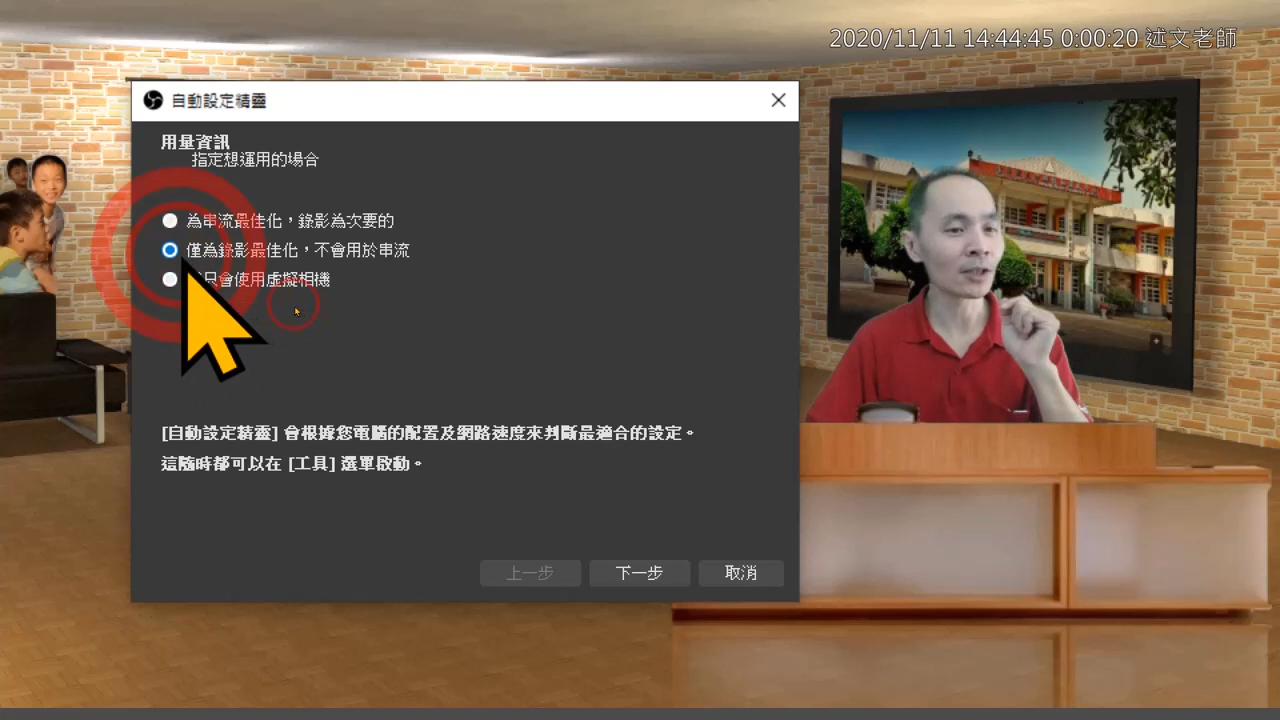 2020/11/11 14:44:45 0:00:20 述文老師
自動設定精靈
用量資訊
指定想運用的場合
為串流最佳化，錄影為次要的
僅為錄影最佳化，不會用於串流
只會使用虛擬相機
[自動設定精靈] 會根據您電腦的配置及網路速度來判斷最適合的設定。
這隨時都可以在 [工具] 選單啟動。
上一步
下一步
取消